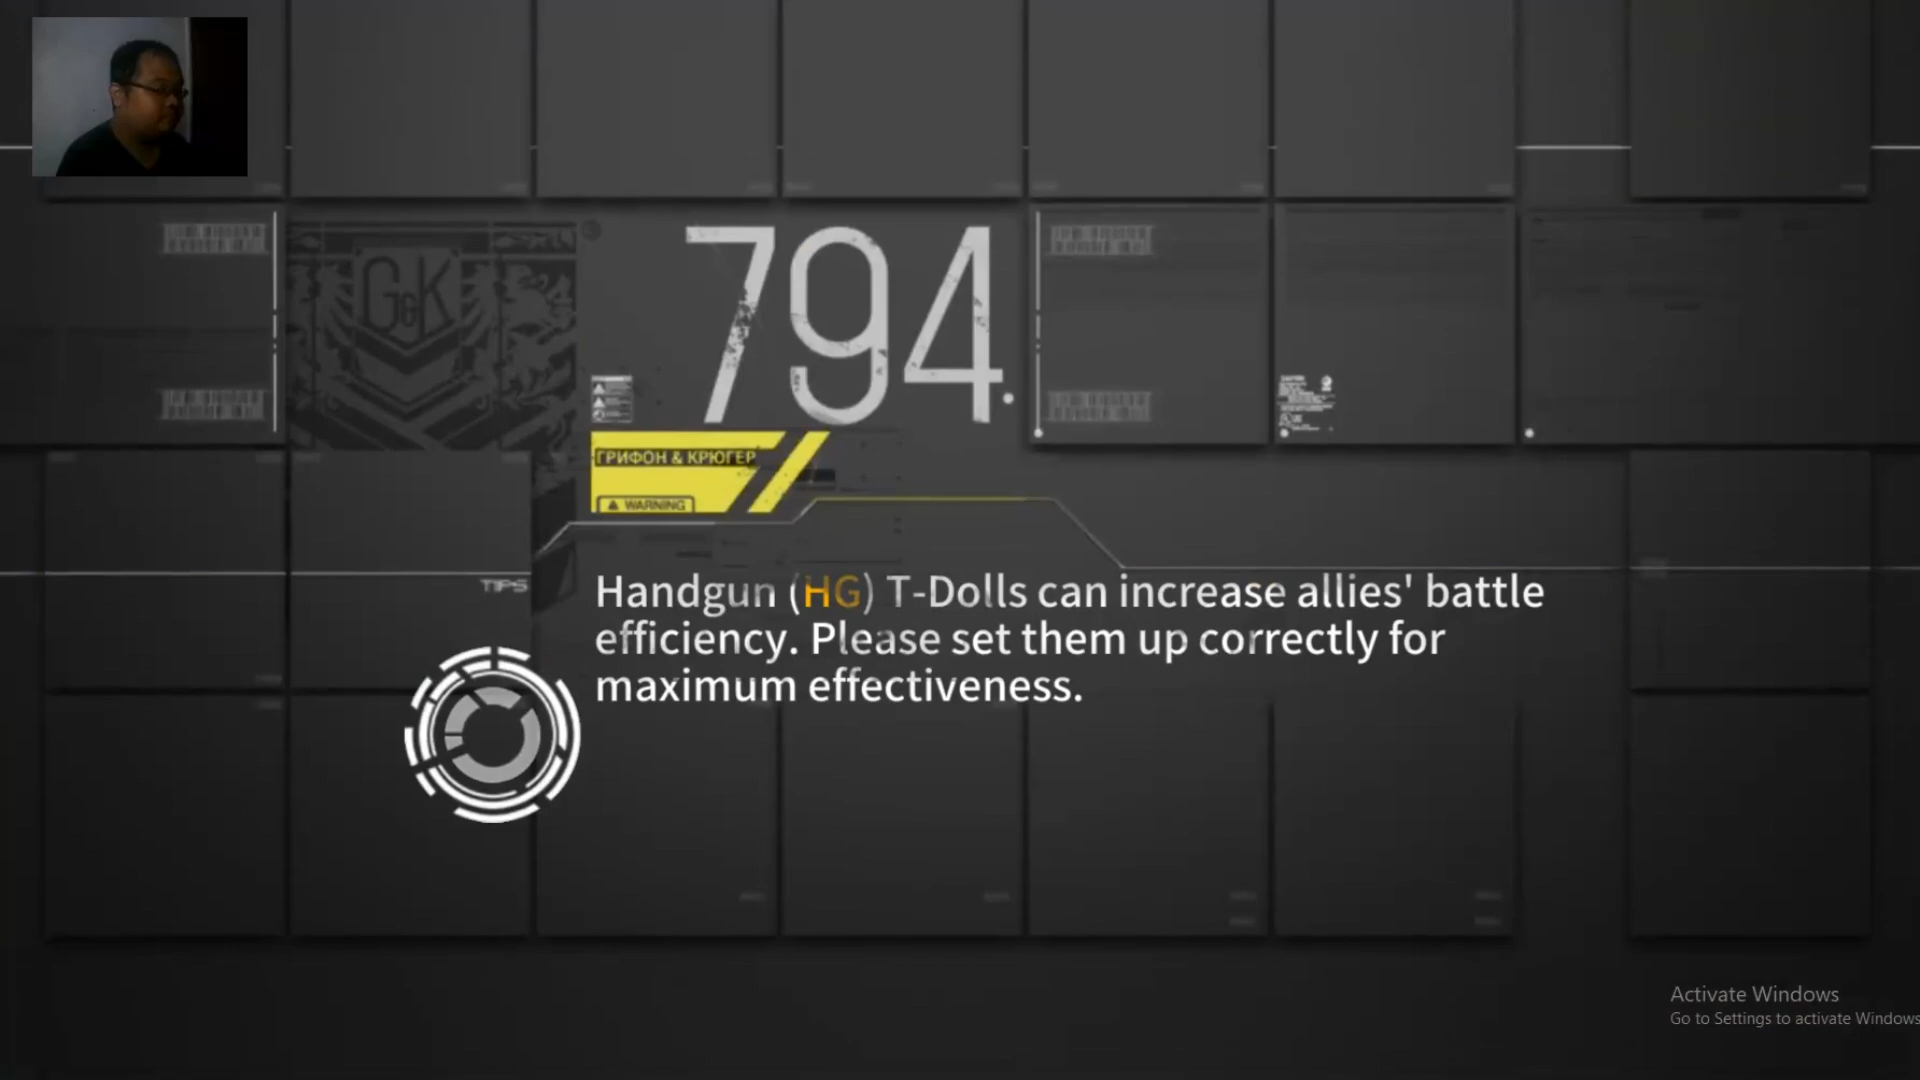 794.
G&K
ГРИФОН & КРЮГЕР
WARNING
TIPS
Handgun (HG) T-Dolls can increase allies' battle
efficiency. Please set them up correctly for
maximum effectiveness.
Activate Windows
Go to Settings to activate Windows